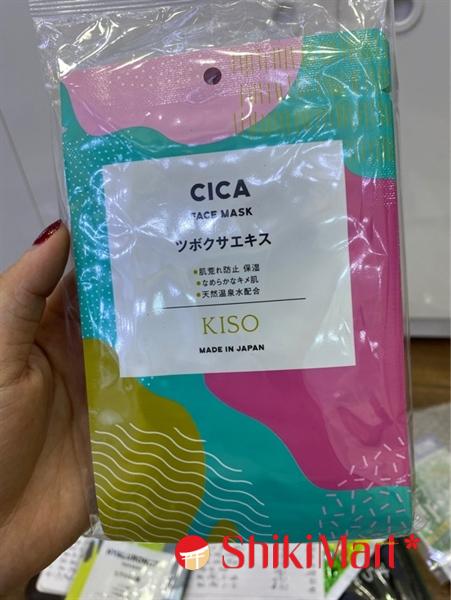 CICA
FACE MASK
ツボクサエキス
●肌荒れ防止 保湿
●なめらかなキメ肌
●天然温泉水配合
KISO
MADE IN JAPAN
ShikiMart*